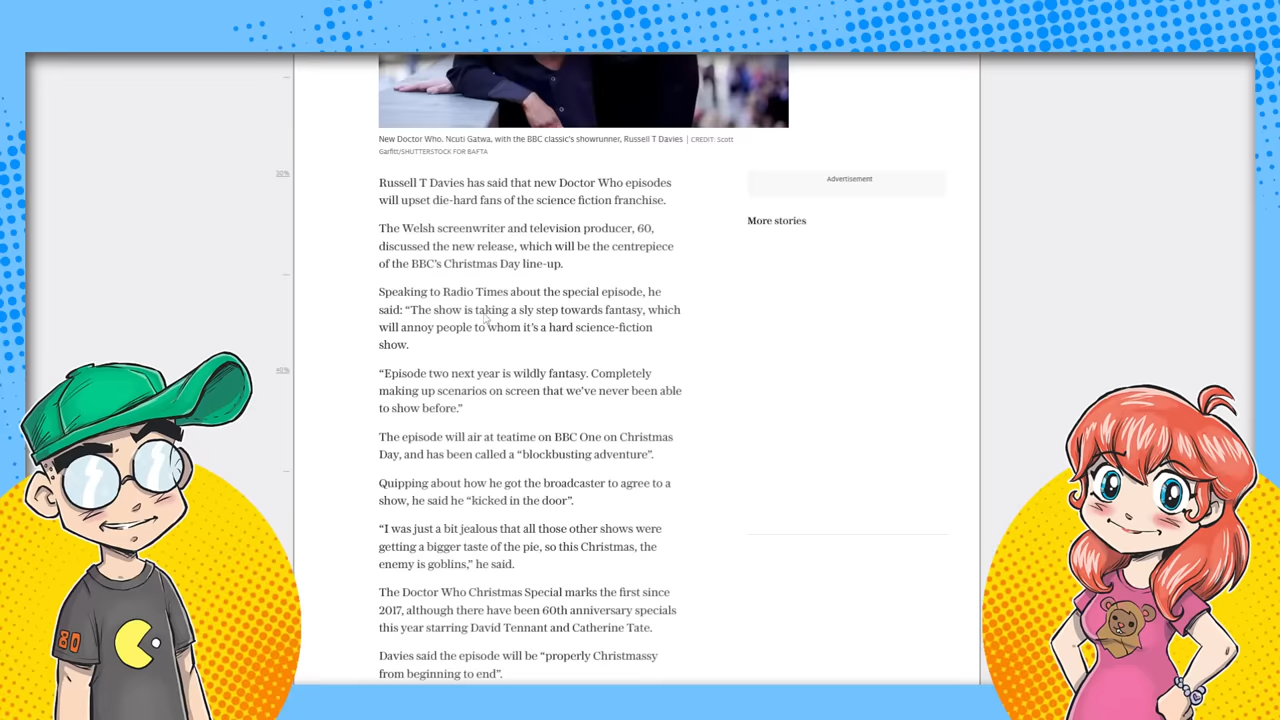 New Doctor Who, Ncuti Gatwa, with the BBC classic's showrunner, Russell T Davies | CREDIT: Scott
Garfitt/SHUTTERSTOCK FOR BAFTA
20%
Russell T Davies has said that new Doctor Who episodes
will upset die-hard fans of the science fiction franchise.
Advertisement
More stories
The Welsh screenwriter and television producer, 60,
discussed the new release, which will be the centrepiece
of the BBC's Christmas Day line-up.
Speaking to Radio Times about the special episode, he
said: “The show is taking a sly step towards fantasy, which
will annoy people to whom it's a hard science-fiction
show.
40%
“Episode two next year is wildly fantasy. Completely
making up scenarios on screen that we've never been able
to show before.”
The episode will air at teatime on BBC One on Christmas
Day, and has been called a “blockbusting adventure”.
Quipping about how he got the broadcaster to agree to a
show, he said he “kicked in the door”.
“I was just a bit jealous that all those other shows were
getting a bigger taste of the pie, so this Christmas, the
enemy is goblins,” he said.
The Doctor Who Christmas Special marks the first since
2017, although there have been 60th anniversary specials
this year starring David Tennant and Catherine Tate.
Davies said the episode will be “properly Christmassy
from beginning to end”.
80